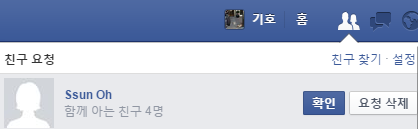 기호 홈
친구 요청 친구 찾기 · 설정
Ssun Oh
함께 아는 친구 4명
확인 요청 삭제